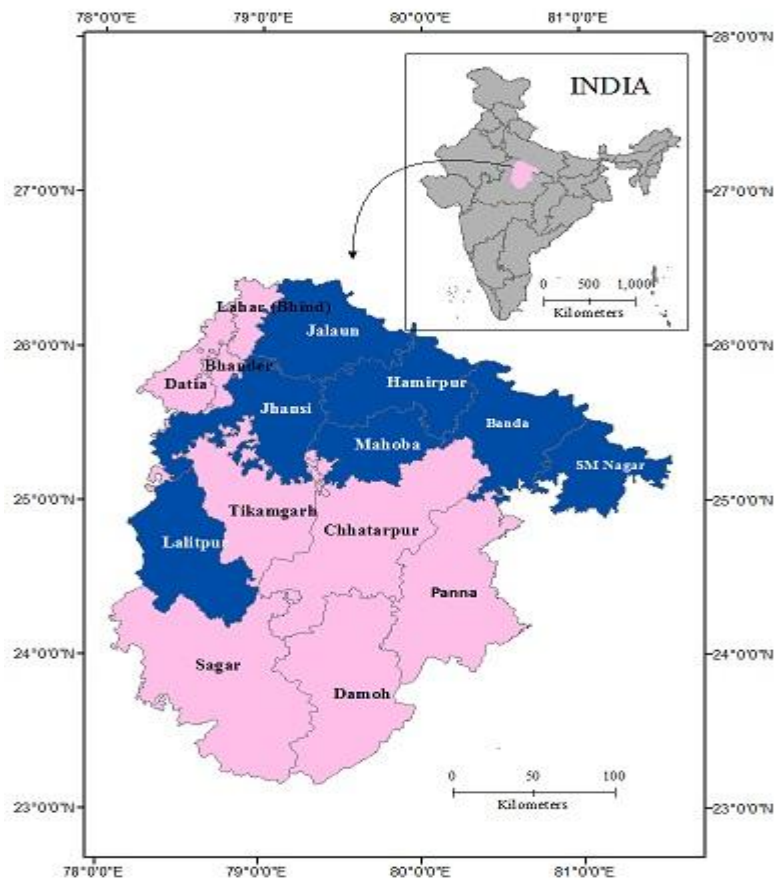 78°0'0"E 79°0'0"E 80°0'0"E 81°0'0"E
28°0'0"N
INDIA
27°0'0"N 27°0'0"N
0 500 1,000
Kilometers
Lahar (Bhind)
26°0'0"N 26°0'0"N
Jalaun
Bhander
Datia
Hamirpur
Jhansi
Banda
Mahoba
SM Nagar
25°0'0"N 25°0'0"N
Tikamgarh
Chhatarpur
Lalitpur
Panna
24°0'0"N 24°0'0"N
Sagar
Damoh
0 50 100
Kilometers
23°0'0"N 23°0'0"N
78°0'0"E 79°0'0"E 80°0'0"E 81°0'0"E